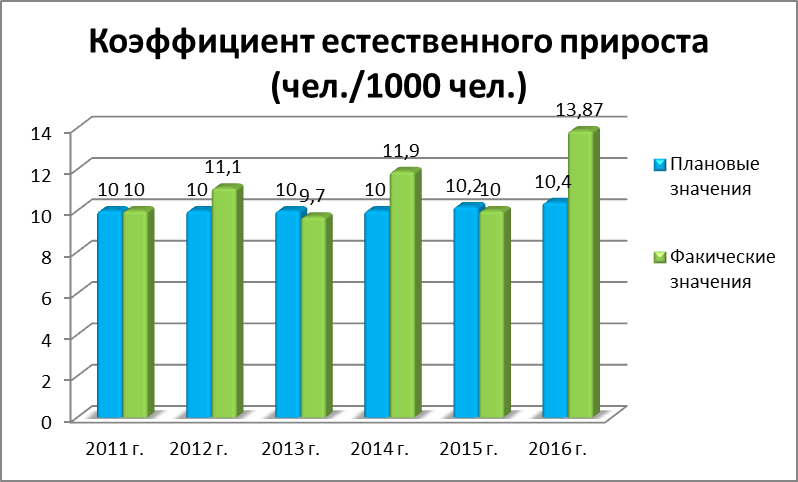 Коэффициент естественного прироста
(чел./1000 чел.)
14
12
10
8
6
4
2
0
10 10
10 11,1
10 9,7
10 11,9
10,2 10
10,4 13,87
2011 г. 2012 г. 2013 г. 2014 г. 2015 г. 2016 г.
Плановые
значения
Факические
значения